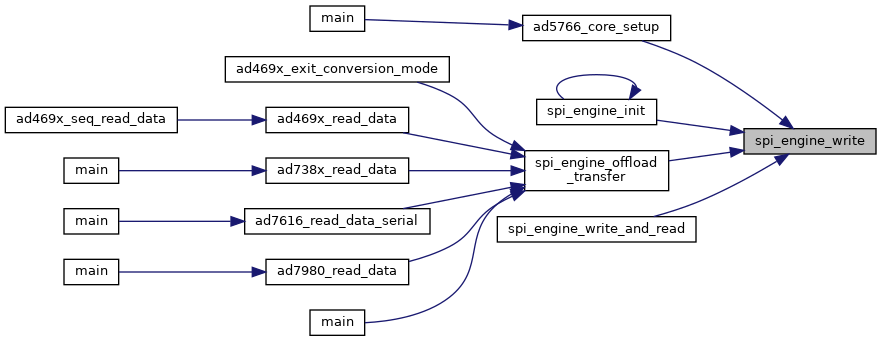 main
ad5766_core_setup
ad469x_exit_conversion_mode
spi_engine_init
ad469x_seq_read_data
ad469x_read_data
spi_engine_write
spi_engine_offload
_transfer
main
ad738x_read_data
main
ad7616_read_data_serial
spi_engine_write_and_read
main
ad7980_read_data
main